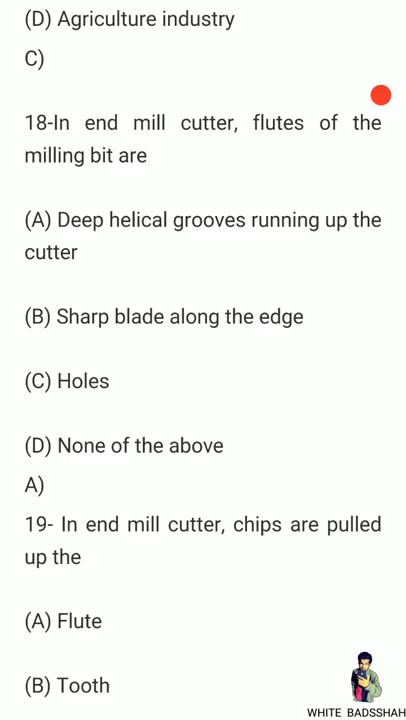 (D) Agriculture industry
C)
18-In end mill cutter, flutes of the
milling bit are
(A) Deep helical grooves running up the
cutter
(B) Sharp blade along the edge
(C) Holes
(D) None of the above
A)
19- In end mill cutter, chips are pulled
up the
(A) Flute
(B) Tooth
WHITE BADSSHAH